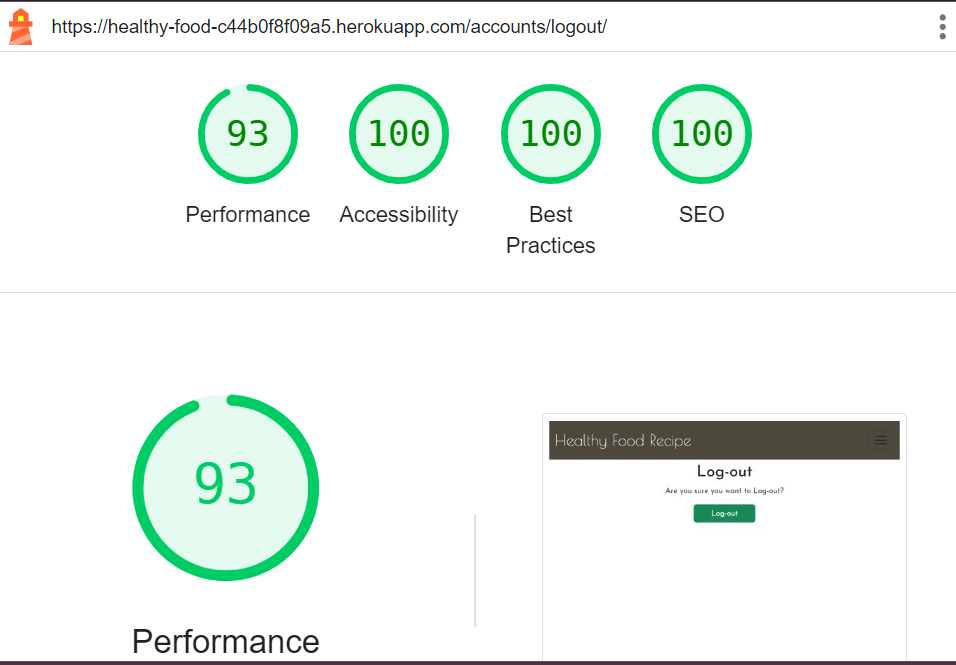 https://healthy-food-c44b0f8f09a5.herokuapp.com/accounts/logout/
93
100
100
100
Performance
Accessibility
Best
Practices
SEO
93
Performance
Healthy Food Recipe
Log-out
Are you sure you want to Log-out?
Log-out